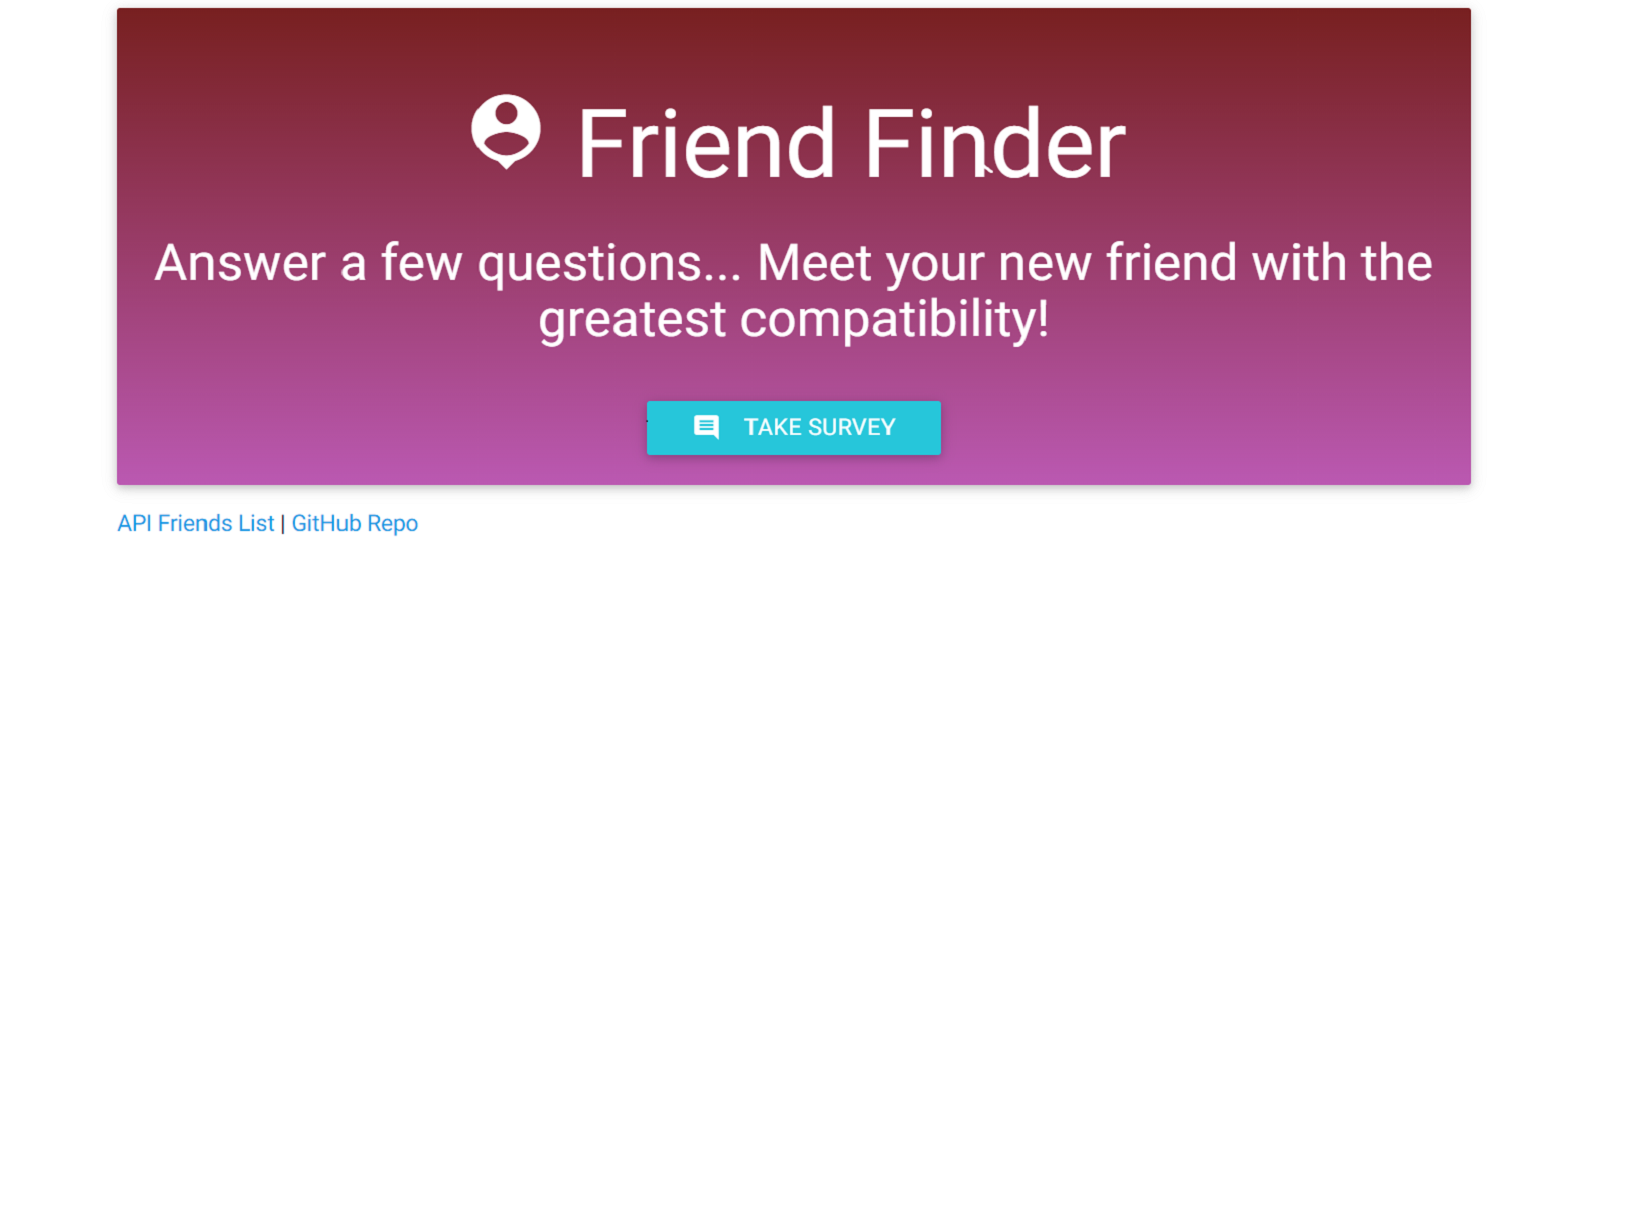 Friend Finder
Answer a few questions... Meet your new friend with the
greatest compatibility!
TAKE SURVEY
API Friends List | GitHub Repo